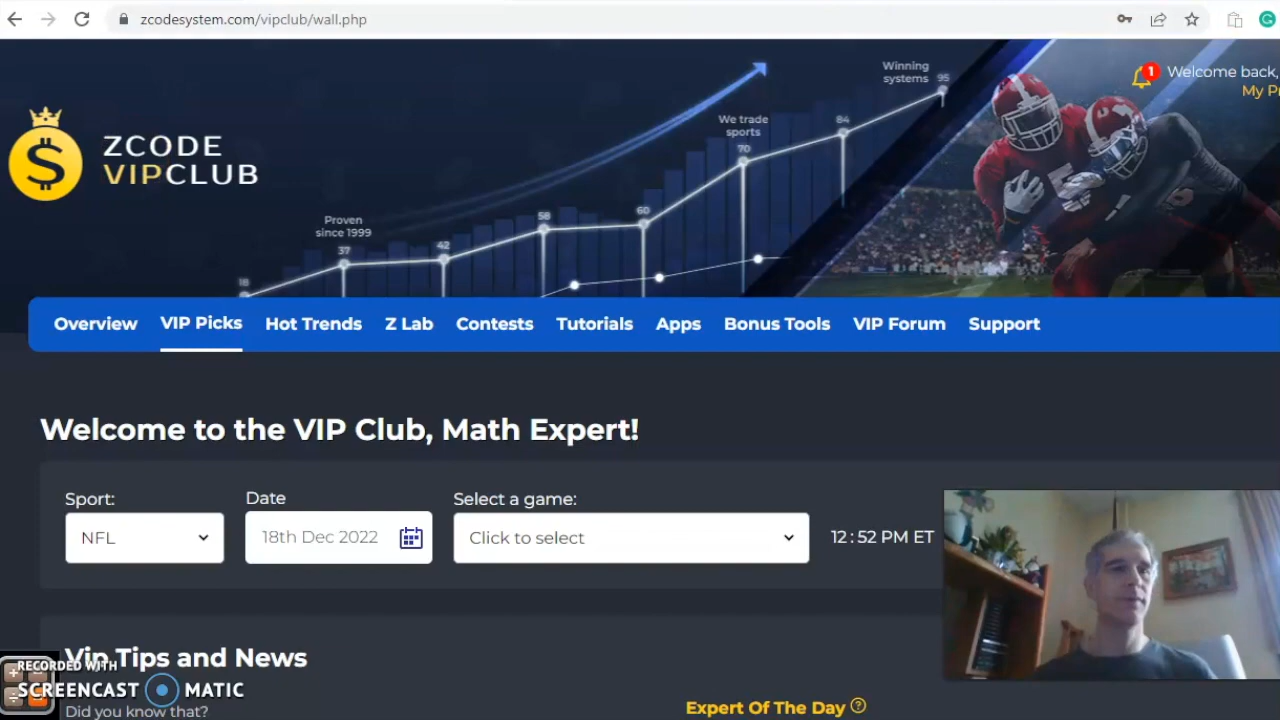 zcodesystem.com/vipclub/wall.php
Winning
systems 95
1
Welcome back,
My Pr
We trade
sports
84
70
ZCODE
VIPCLUB
Proven
since 1999
58
60
37
42
18
Overview VIP Picks Hot Trends Z Lab Contests Tutorials Apps Bonus Tools VIP Forum Support
Welcome to the VIP Club, Math Expert!
Sport: Date Select a game:
NFL 18th Dec 2022 Click to select 12:52 PM ET
Vip Tips and News
RECORDED WITH
SCREENCAST MATIC
Did you know that?
Expert Of The Day ?